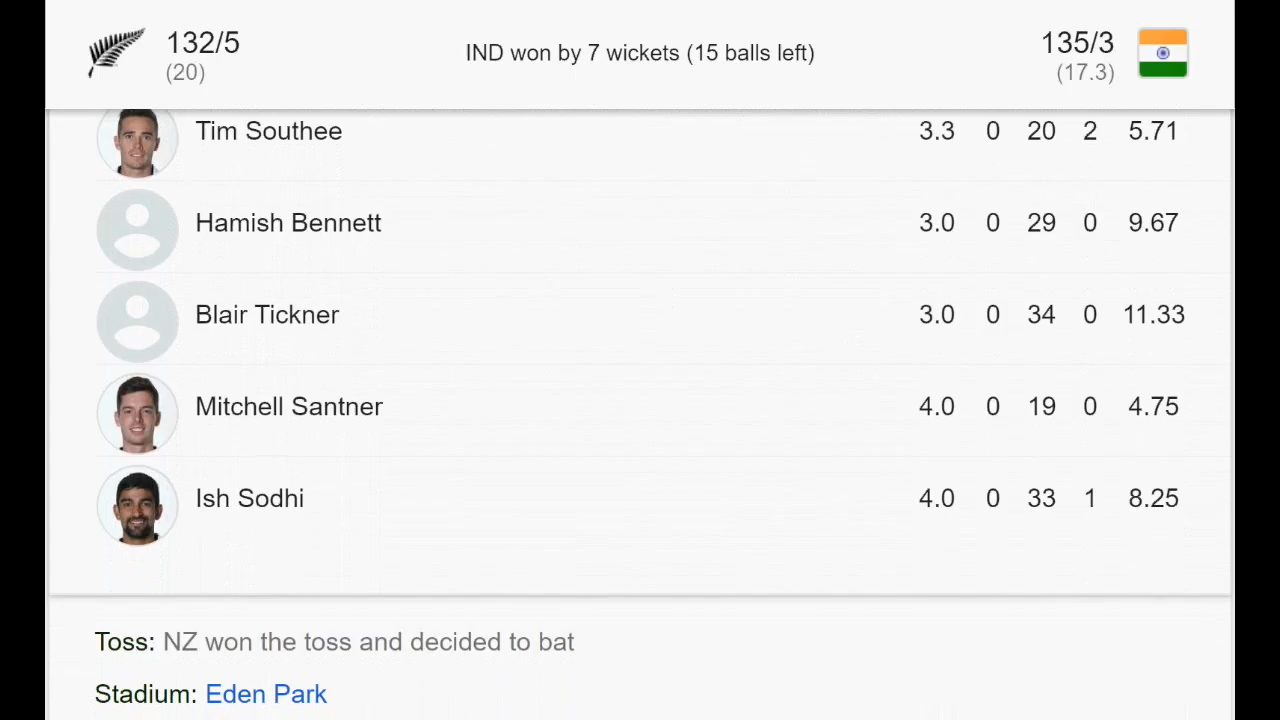 132/5 IND won by 7 wickets (15 balls left) 135/3
(20) (17.3)
Tim Southee 3.3 0 20 2 5.71
Hamish Bennett 3.0 0 29 0 9.67
Blair Tickner 3.0 0 34 0 11.33
Mitchell Santner 4.0 0 19 0 4.75
Ish Sodhi 4.0 0 33 1 8.25
Toss: NZ won the toss and decided to bat
Stadium: Eden Park